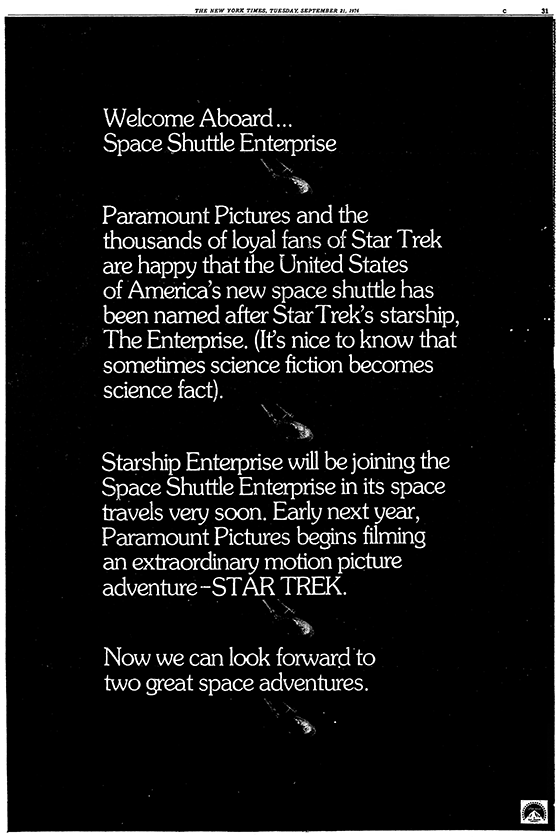 THE NEW YORK TIMES, TUESDAY, SEPTEMBER 21, 1976
C
31
Welcome Aboard...
Space Shuttle Enterprise
Paramount Pictures and the
thousands of loyal fans of Star Trek
are happy that the United States
of America's new space shuttle has
been named after Star Trek's starship,
The Enterprise. (It's nice to know that
sometimes science fiction becomes
science fact).
Starship Enterprise will be joining the
Space Shuttle Enterprise in its space
travels very soon. Early next year,
Paramount Pictures begins filming
an extraordinary motion picture
adventure–STAR TREK.
Now we can look forward to
two great space adventures.